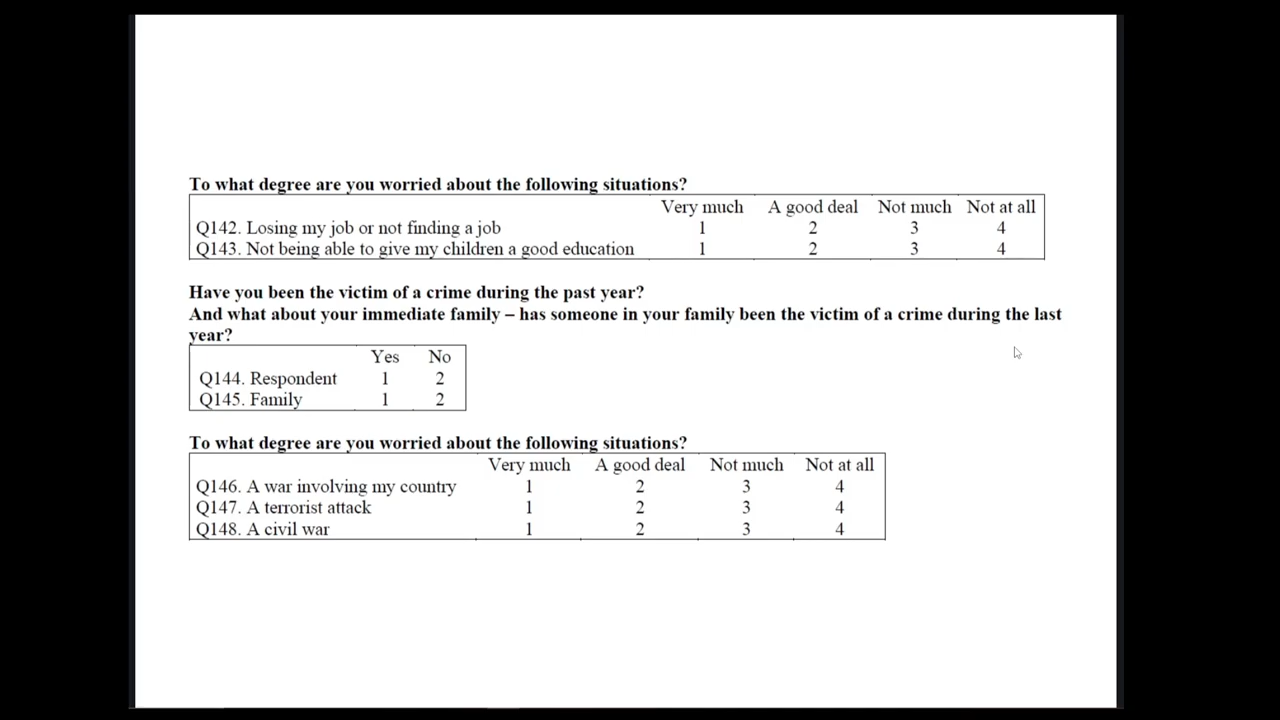 To what degree are you worried about the following situations?
Very much A good deal Not much Not at all
Q142. Losing my job or not finding a job 1 2 3 4
Q143. Not being able to give my children a good education 1 2 3 4
Have you been the victim of a crime during the past year?
And what about your immediate family – has someone in your family been the victim of a crime during the last
year?
Yes No
Q144. Respondent 1 2
Q145. Family 1 2
To what degree are you worried about the following situations?
Very much A good deal Not much Not at all
Q146. A war involving my country 1 2 3 4
Q147. A terrorist attack 1 2 3 4
Q148. A civil war 1 2 3 4